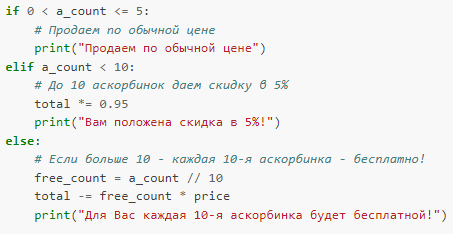 if 0 < a_count <= 5:
    # Продаем по обычной цене
    print("Продаем по обычной цене")
elif a_count < 10:
    # До 10 аскорбинок даем скидку в 5%
    total *= 0.95
    print("Вам положена скидка в 5%!")
else:
    # Если больше 10 - каждая 10-я аскорбинка - бесплатно!
    free_count = a_count // 10
    total -= free_count * price
    print("Для Вас каждая 10-я аскорбинка будет бесплатной!")